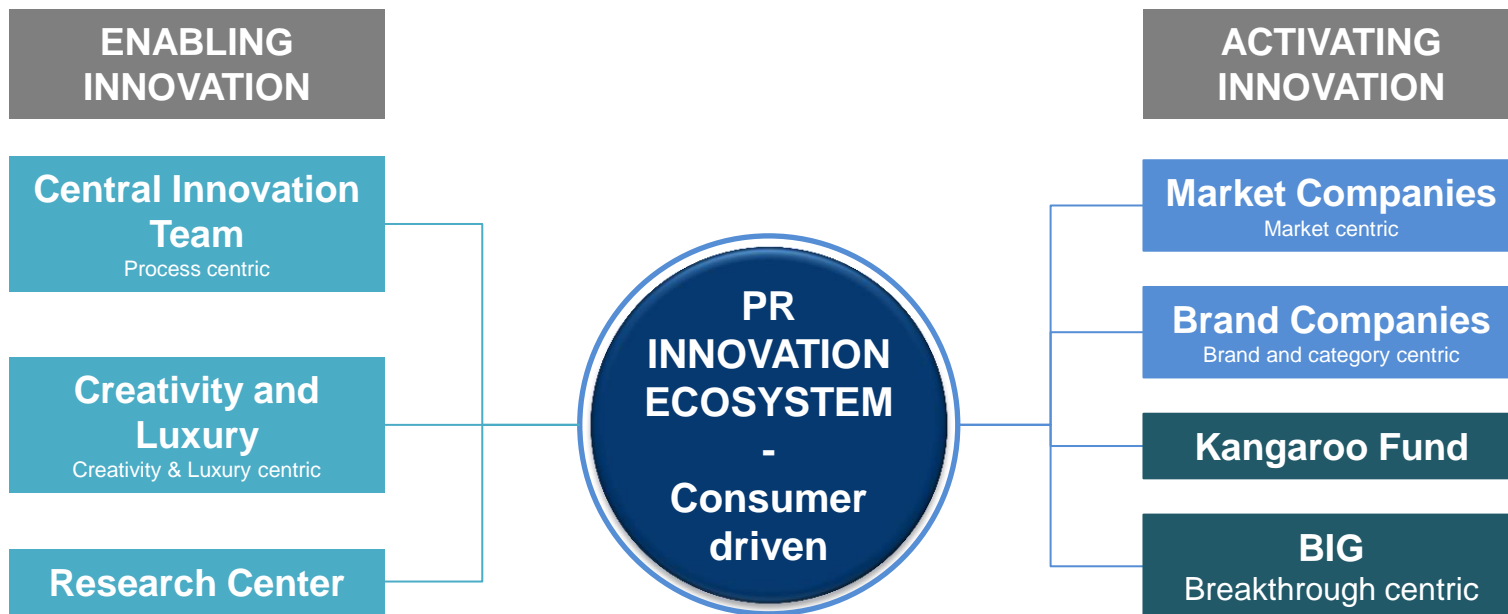 ENABLING
INNOVATION
Central Innovation
Team
Process centric
Creativity and
Luxury
Creativity & Luxury centric
Research Center
PR
INNOVATION
ECOSYSTEM
-
Consumer
driven
ACTIVATING
INNOVATION
Market Companies
Market centric
Brand Companies
Brand and category centric
Kangaroo Fund
BIG
Breakthrough centric